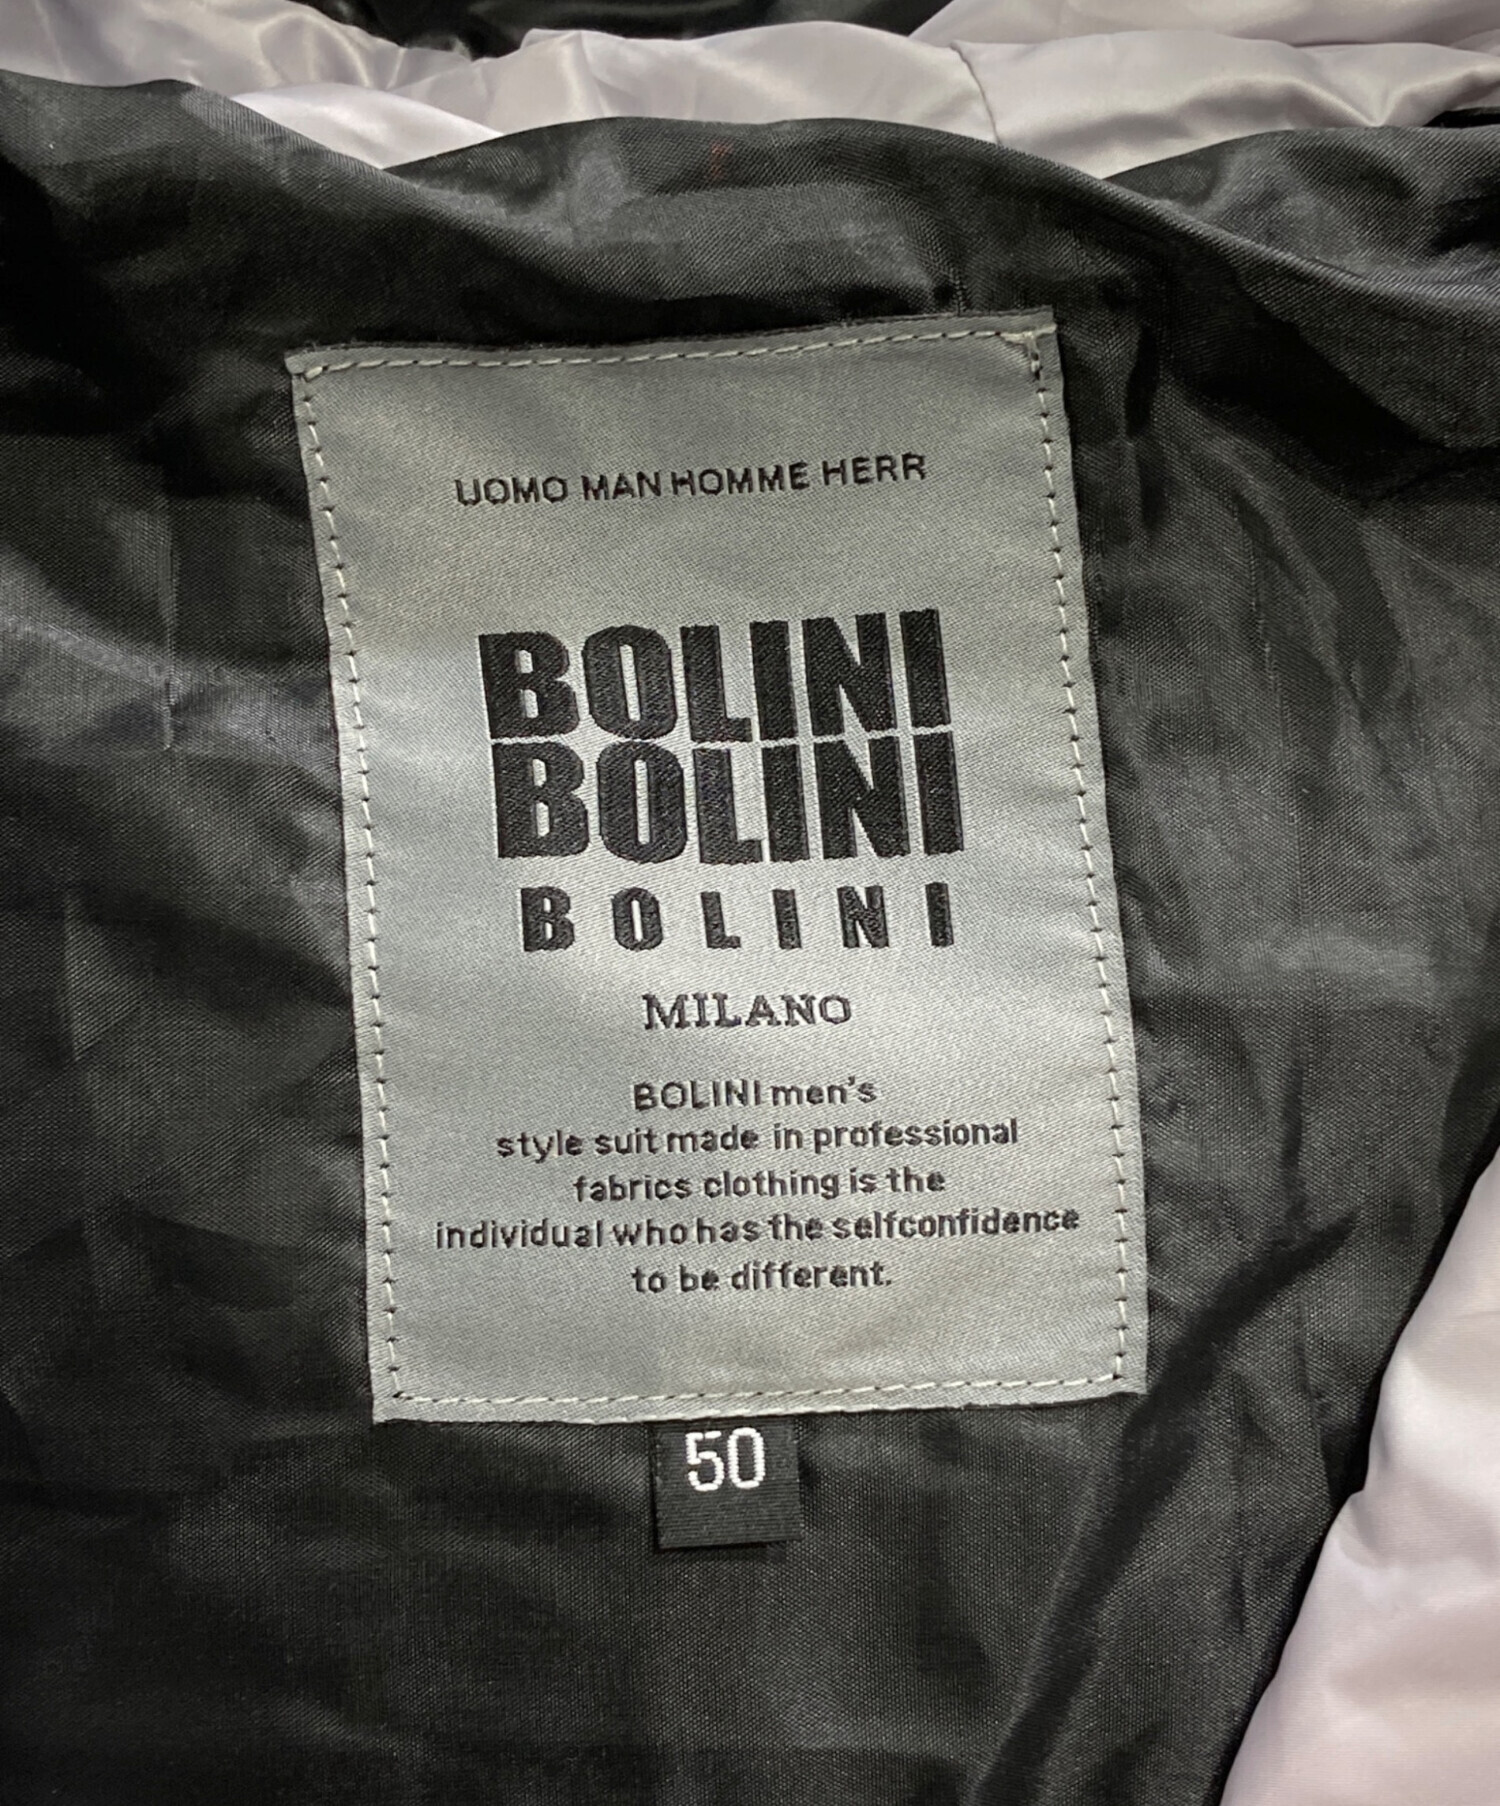 UOMO MAN HOMME HERR
BOLINI
BOLINI
BOLINI
MILANO
BOLINI men's
style suit made in professional
fabrics clothing is the
individual who has the selfconfidence
to be different.
50